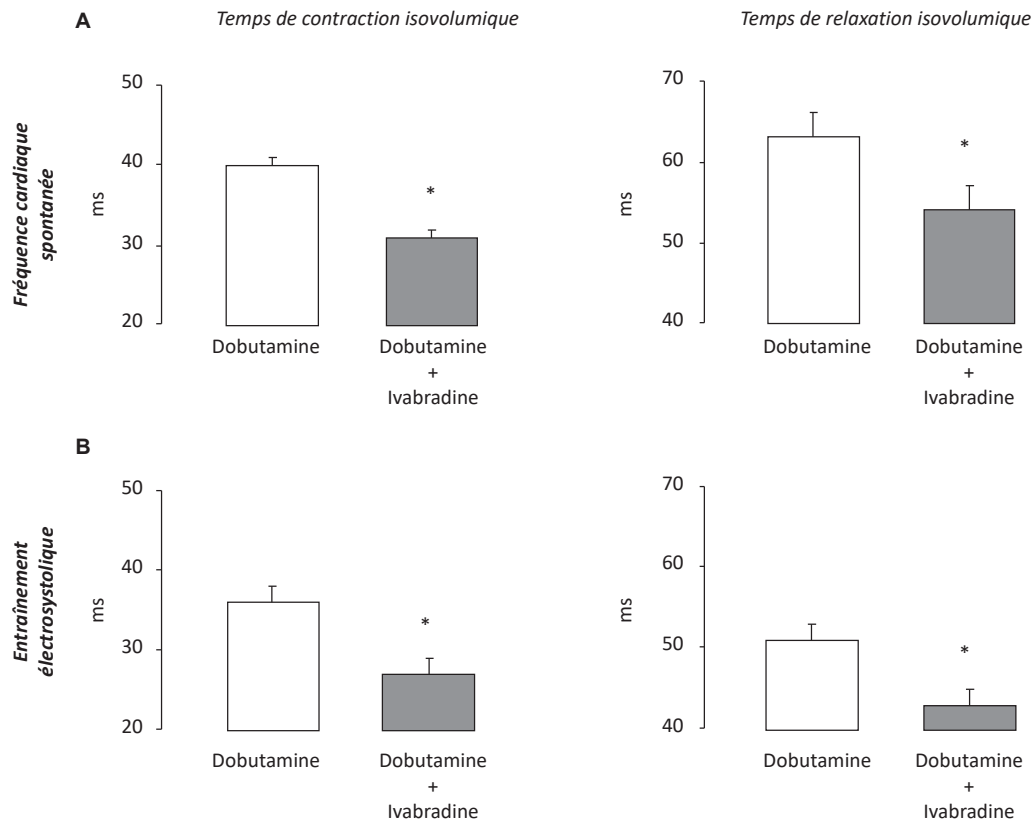 A
Temps de contraction isovolumique
Temps de relaxation isovolumique
Fréquence cardiaque
spontanée
ms
50
40
30
20
*
Dobutamine
Dobutamine
+
Ivabradine
ms
70
60
50
40
*
Dobutamine
Dobutamine
+
Ivabradine
B
Entraînement
électrosystolique
ms
50
40
30
20
*
Dobutamine
Dobutamine
+
Ivabradine
ms
70
60
50
40
*
Dobutamine
Dobutamine
+
Ivabradine